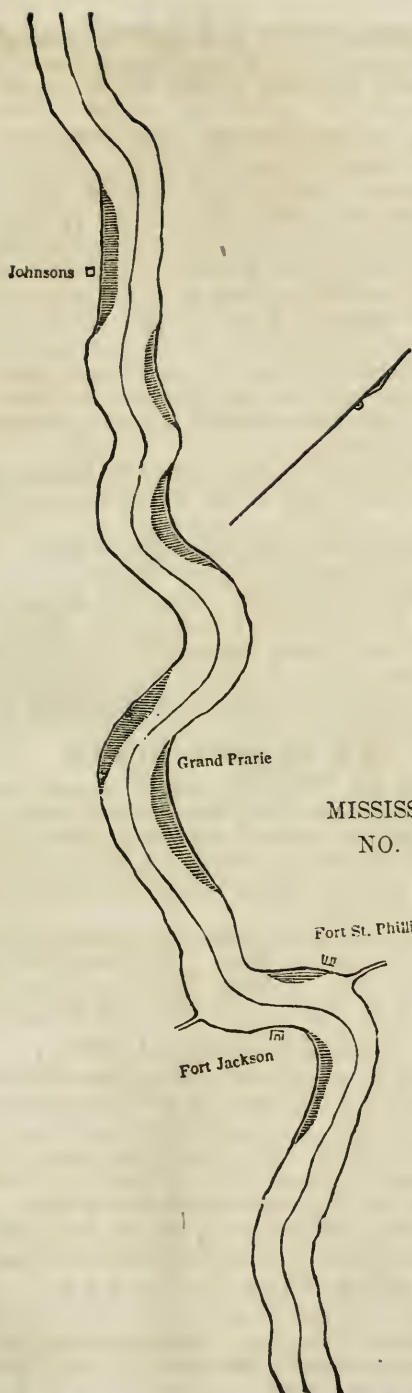 Johnsons
Grand Prarie
MISSISS
NO.
Fort St. Philli
Fort Jackson